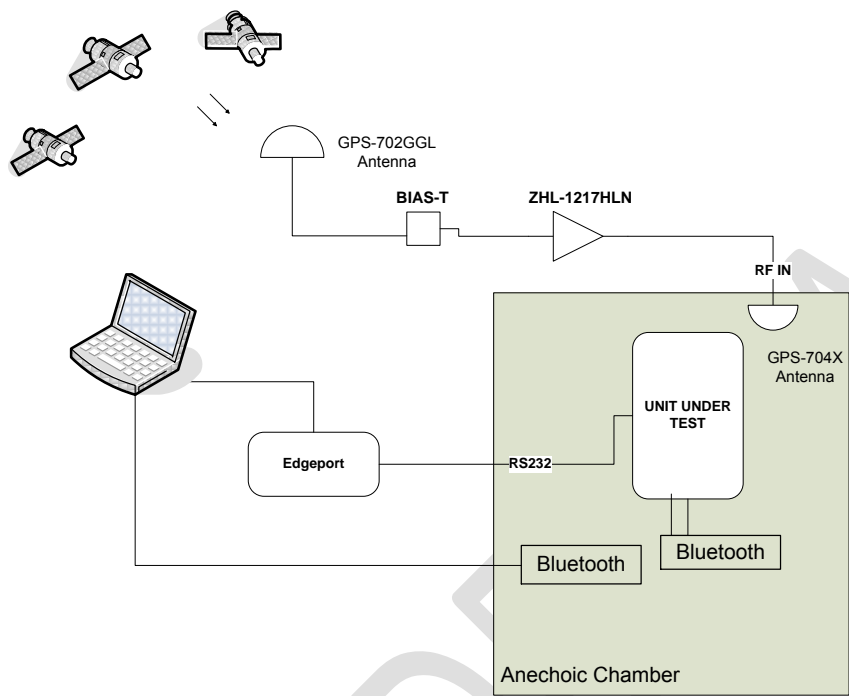 GPS-702GGL
Antenna
BIAS-T
ZHL-1217HLN
RF IN
GPS-704X
Antenna
UNIT UNDER
TEST
Edgeport
RS232
Bluetooth
Bluetooth
Anechoic Chamber